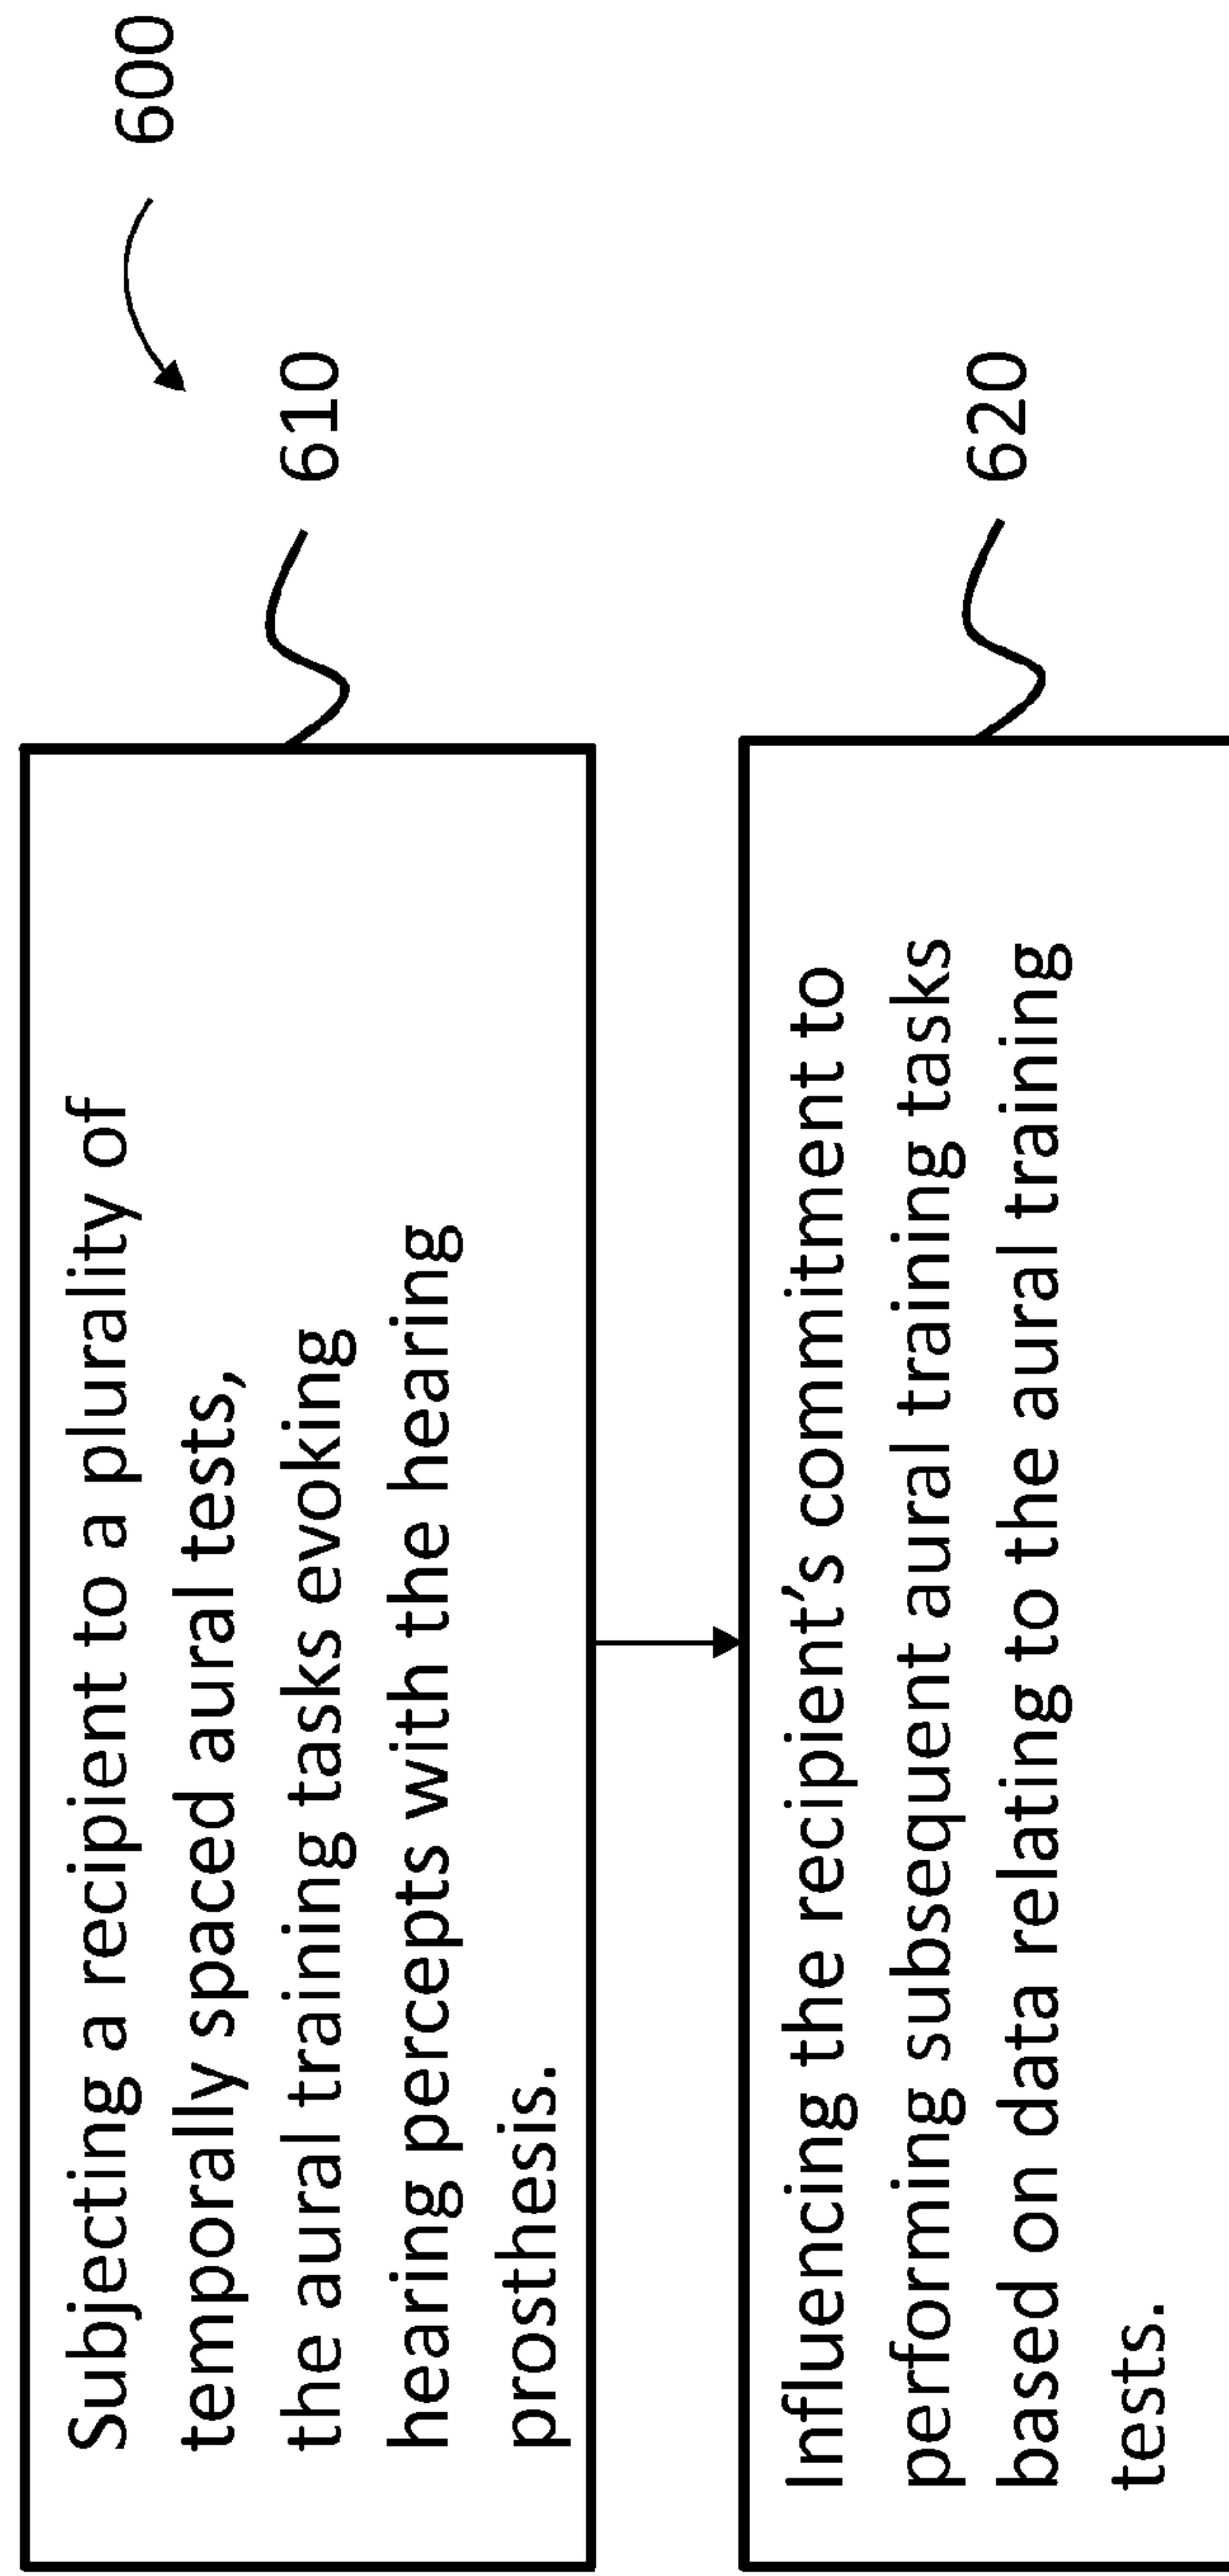 600
Subjecting a recipient to a plurality of
temporally spaced aural tests,
the aural training tasks evoking
hearing percepts with the hearing
prosthesis.
610
Influencing the recipient’s commitment to
performing subsequent aural training tasks
based on data relating to the aural training
tests.
620